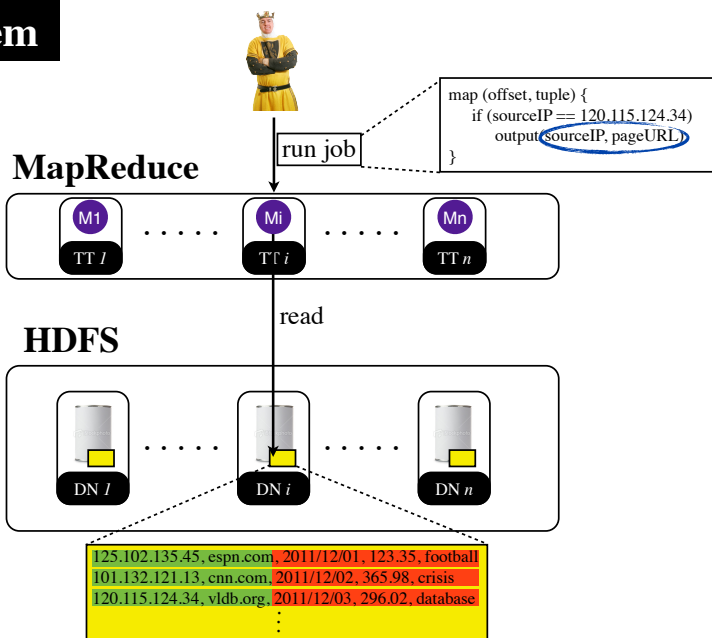 em
map (offset, tuple) {
if (sourceIP == 120.115.124.34)
output(sourceIP, pageURL)
}
run job
MapReduce
M1 Mi Mn
. . . . . . . . . .
TT 1 TT i TT n
read
HDFS
. . . . . . . . . .
DN 1 DN i DN n
125.102.135.45, espn.com, 2011/12/01, 123.35, football
101.132.121.13, cnn.com, 2011/12/02, 365.98, crisis
120.115.124.34, vldb.org, 2011/12/03, 296.02, database
⋮